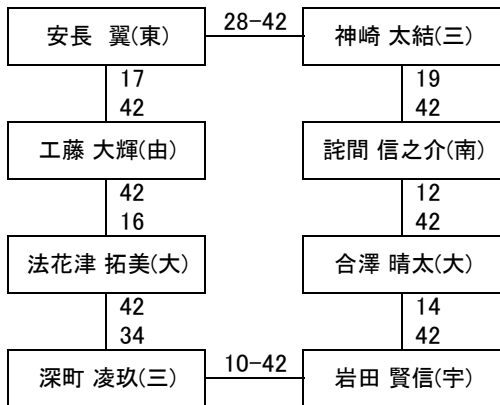 安長 翼(東) 28-42 神崎 太結(三)
17 19
42 42
工藤 大輝(由) 詫間 信之介(南)
42 12
16 42
法花津 拓美(大) 合澤 晴太(大)
42 14
34 42
深町 凌玖(三) 10-42 岩田 賢信(宇)